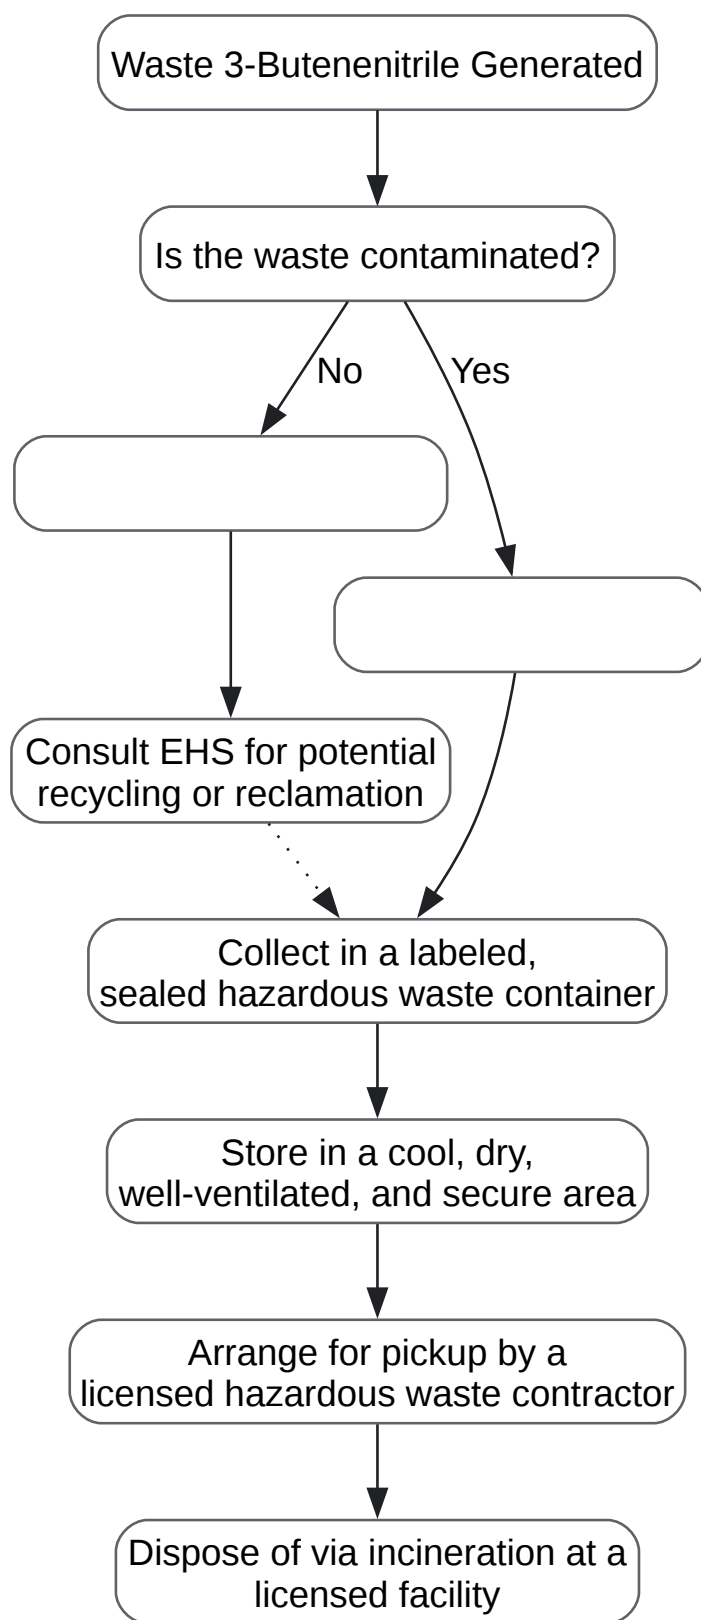 Waste 3-Butenenitrile Generated
Is the waste contaminated?
No
Yes
Consult EHS for potential
recycling or reclamation
Collect in a labeled,
sealed hazardous waste container
Store in a cool, dry,
well-ventilated, and secure area
Arrange for pickup by a
licensed hazardous waste contractor
Dispose of via incineration at a
licensed facility